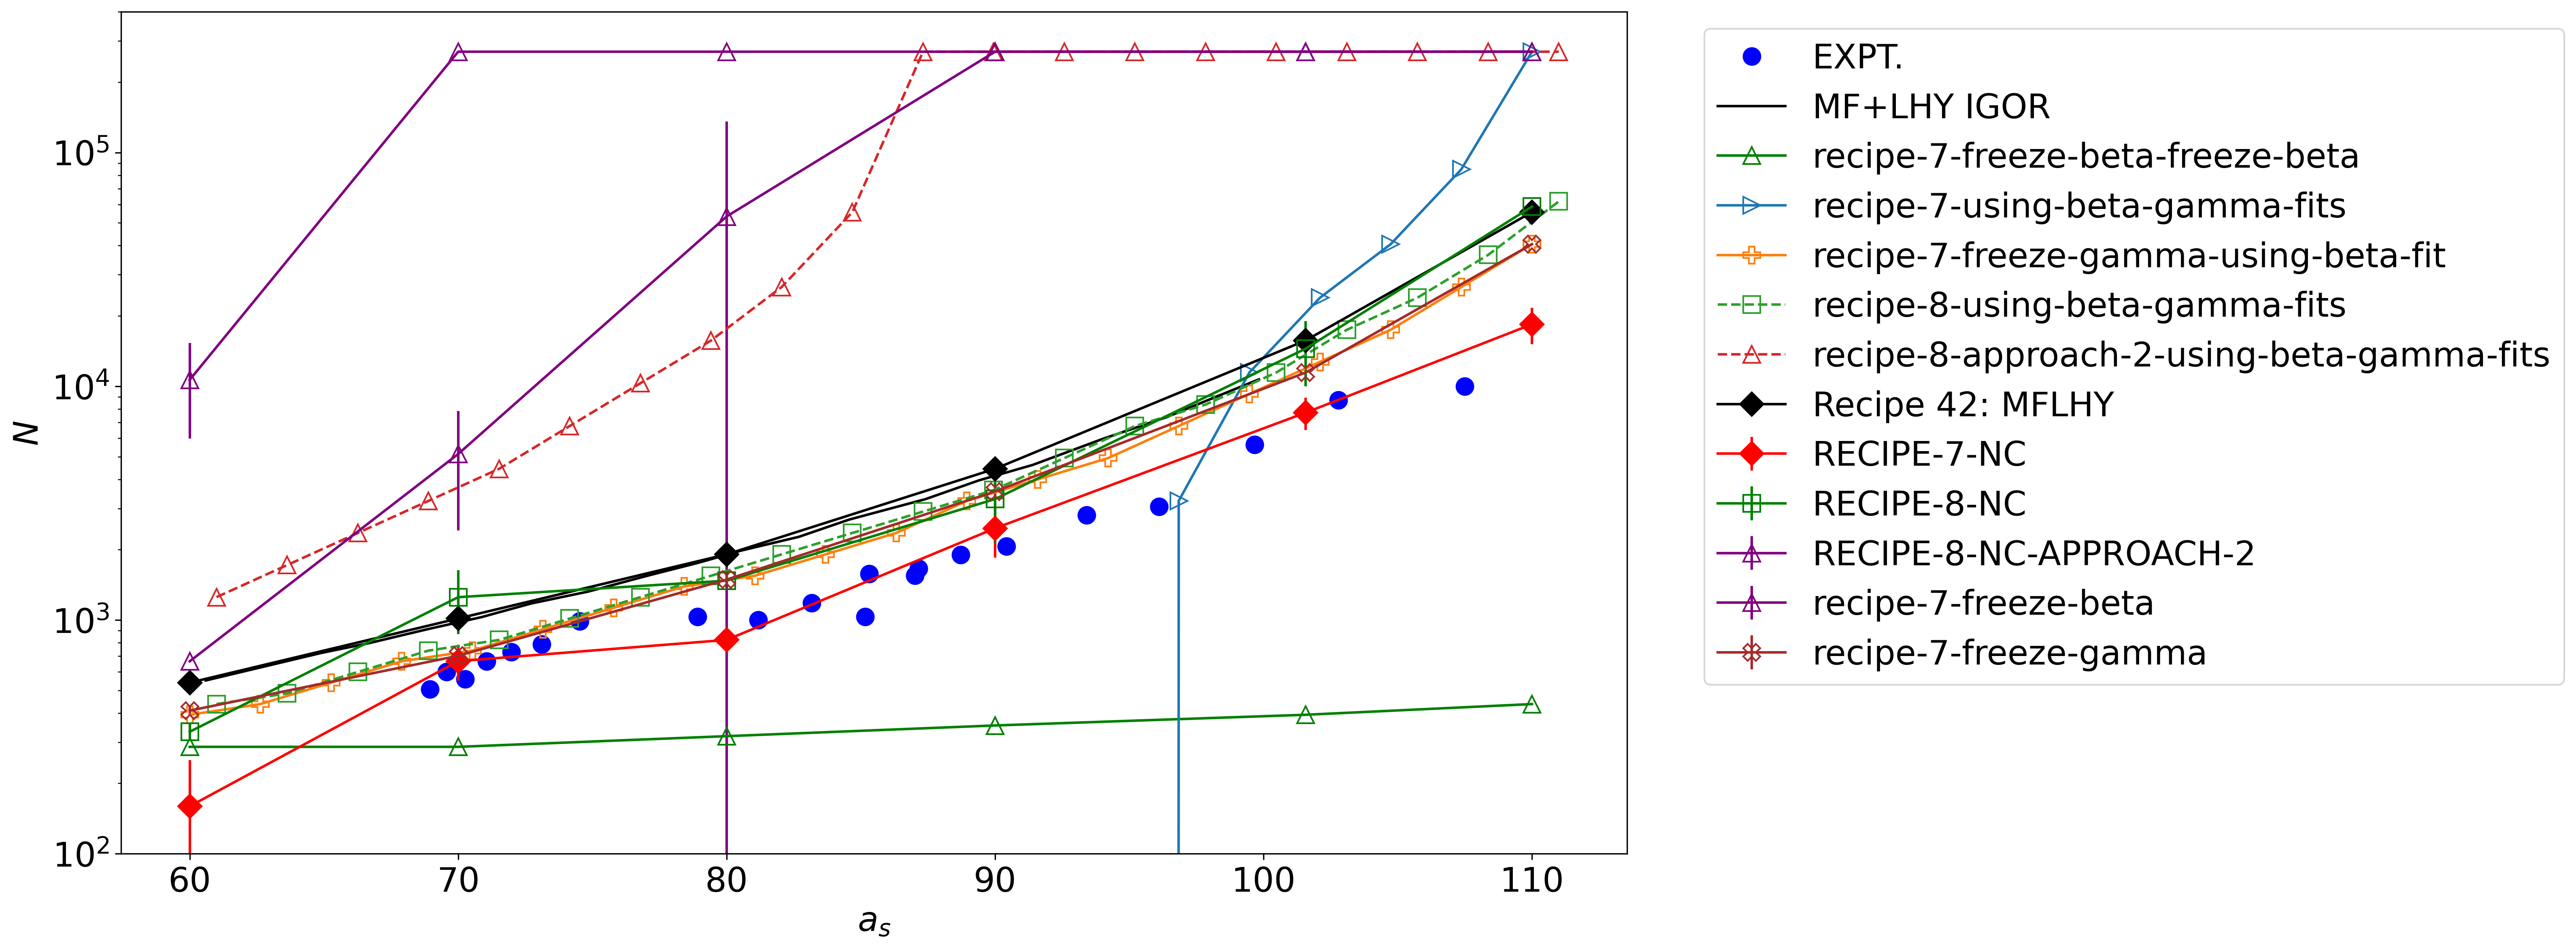 N
10^5
10^4
10^3
10^2
60 70 80 90 100 110
a_s
EXPT.
MF+LHY IGOR
recipe-7-freeze-beta-freeze-beta
recipe-7-using-beta-gamma-fits
recipe-7-freeze-gamma-using-beta-fit
recipe-8-using-beta-gamma-fits
recipe-8-approach-2-using-beta-gamma-fits
Recipe 42: MFLHY
RECIPE-7-NC
RECIPE-8-NC
RECIPE-8-NC-APPROACH-2
recipe-7-freeze-beta
recipe-7-freeze-gamma